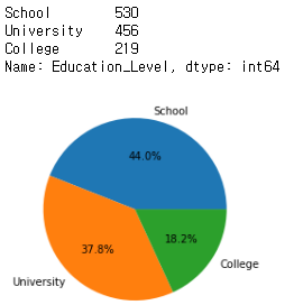 School 530
University 456
College 219
Name: Education_Level, dtype: int64
School
44.0%
37.8%
18.2%
College
University